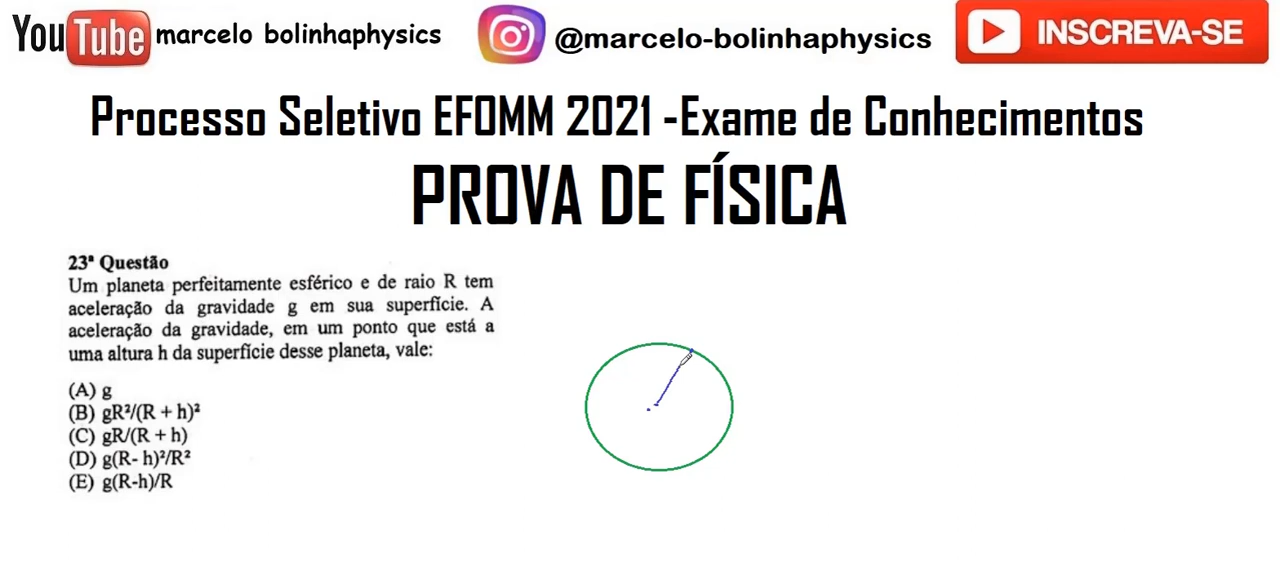 You Tube marcelo bolinhaphysics @marcelo-bolinhaphysics INSCREVA-SE
Processo Seletivo EFOMM 2021 -Exame de Conhecimentos
PROVA DE FÍSICA
23ª Questão
Um planeta perfeitamente esférico e de raio R tem
aceleração da gravidade g em sua superfície. A
aceleração da gravidade, em um ponto que está a
uma altura h da superfície desse planeta, vale:
(A) g
(B) gR²/(R + h)²
(C) gR/(R + h)
(D) g(R- h)²/R²
(E) g(R-h)/R